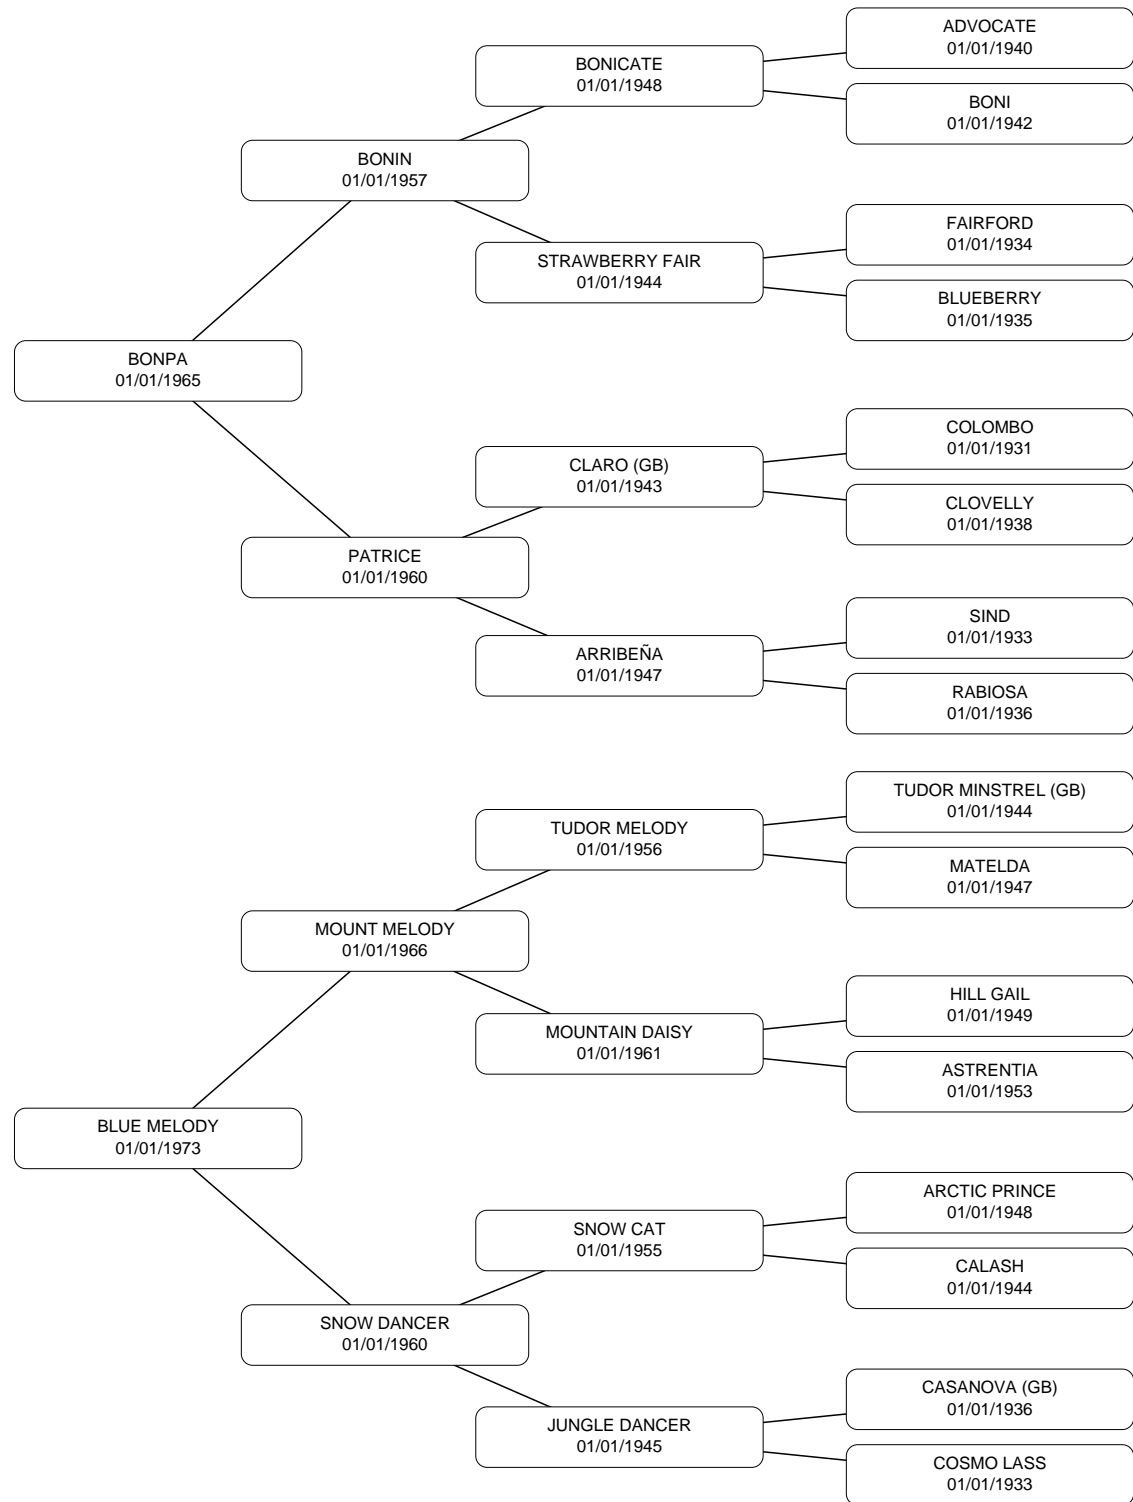 ADVOCATE
01/01/1940
BONICATE
01/01/1948
BONI
01/01/1942
BONIN
01/01/1957
FAIRFORD
01/01/1934
STRAWBERRY FAIR
01/01/1944
BLUEBERRY
01/01/1935
BONPA
01/01/1965
COLOMBO
01/01/1931
CLARO (GB)
01/01/1943
CLOVELLY
01/01/1938
PATRICE
01/01/1960
SIND
01/01/1933
ARRIBEÑA
01/01/1947
RABIOSA
01/01/1936
TUDOR MINSTREL (GB)
01/01/1944
TUDOR MELODY
01/01/1956
MATELDA
01/01/1947
MOUNT MELODY
01/01/1966
HILL GAIL
01/01/1949
MOUNTAIN DAISY
01/01/1961
ASTRENTIA
01/01/1953
BLUE MELODY
01/01/1973
ARCTIC PRINCE
01/01/1948
SNOW CAT
01/01/1955
CALASH
01/01/1944
SNOW DANCER
01/01/1960
CASANOVA (GB)
01/01/1936
JUNGLE DANCER
01/01/1945
COSMO LASS
01/01/1933